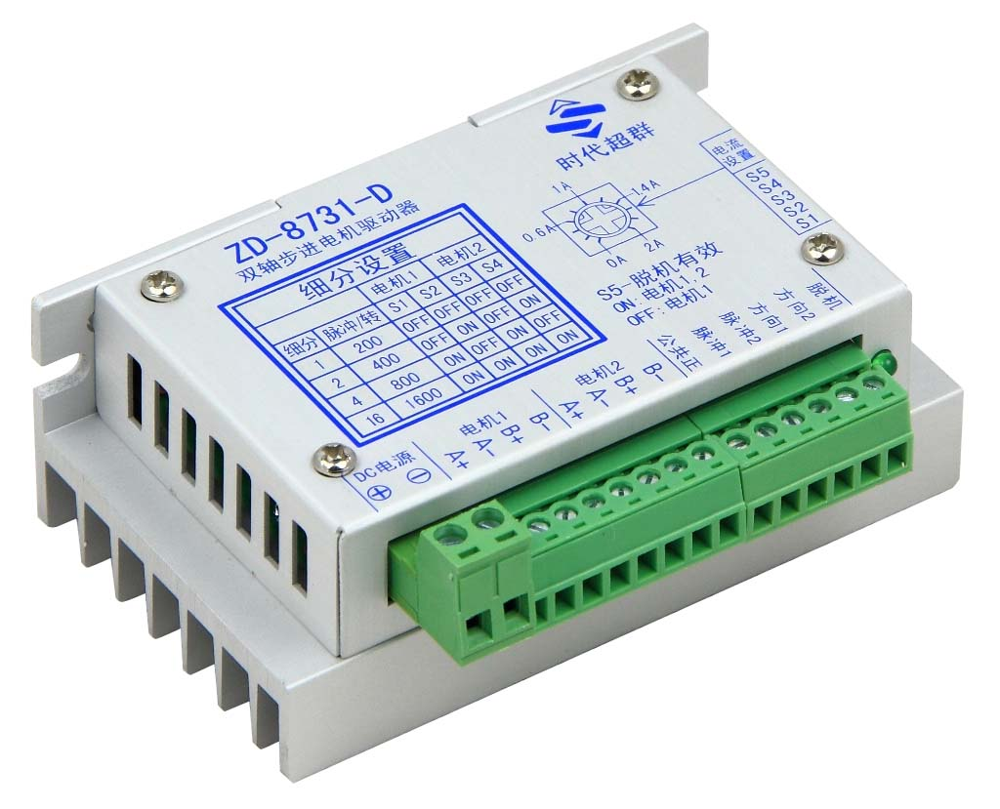 时代超群
ZD-8731-D
双轴步进电机驱动器
细分设置
电机1 电机2
细分 脉冲/转 S1 S2 S3 S4
1 200 OFF OFF OFF OFF
2 400 OFF ON OFF ON
4 800 ON OFF ON OFF
16 1600 ON ON ON ON
电流
设置
S5
S4
S3
S2
S1
1A
1.4A
0.6A
2A
0A
S5-脱机有效
ON:电机1,2
OFF:电机1
DC电源
⊕ ⊖
电机1
A+ A- B- B+
电机2
A+ A- B+ B-
公共正
脉冲1
脉冲2
方向1
方向2
脱机